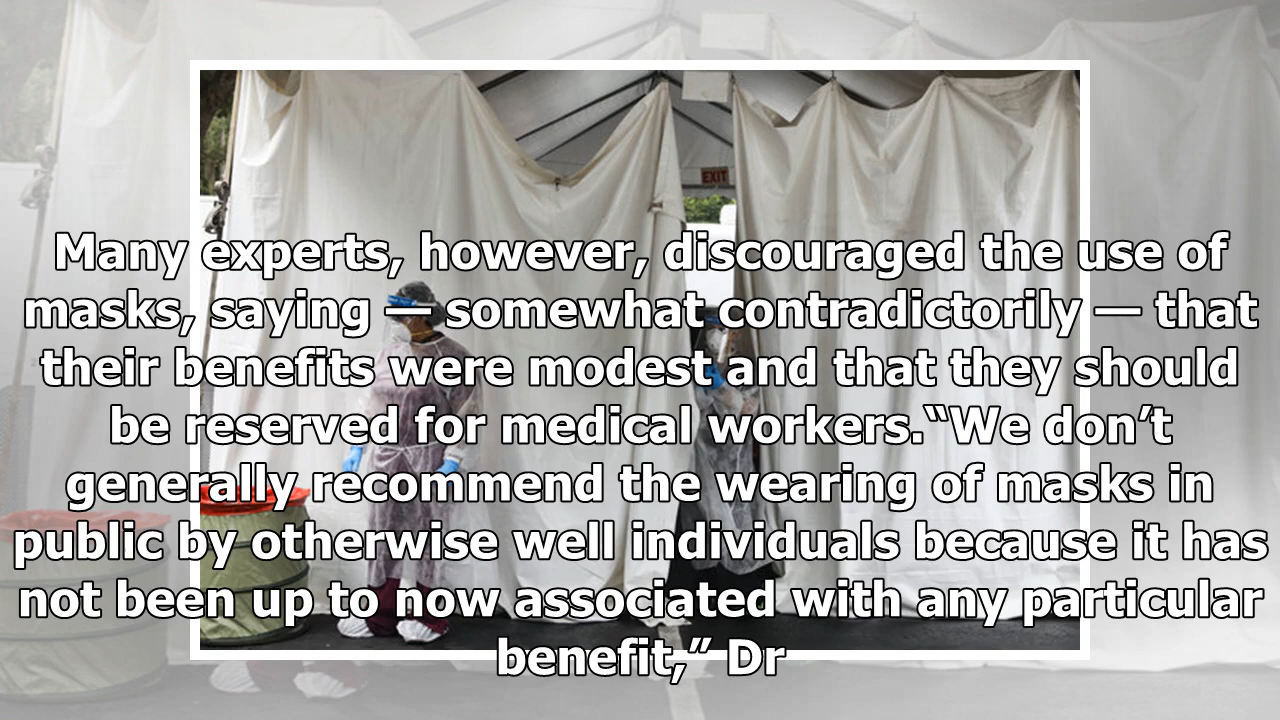 EXIT
Many experts, however, discouraged the use of
masks, saying — somewhat contradictorily — that
their benefits were modest and that they should
be reserved for medical workers.“We don’t
generally recommend the wearing of masks in
public by otherwise well individuals because it has
not been up to now associated with any particular
benefit,” Dr